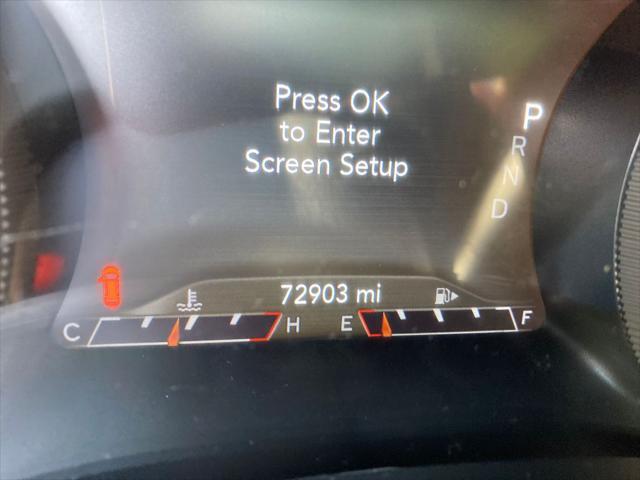 Press OK
to Enter
Screen Setup
P
R
N
D
72903 mi
C H E F